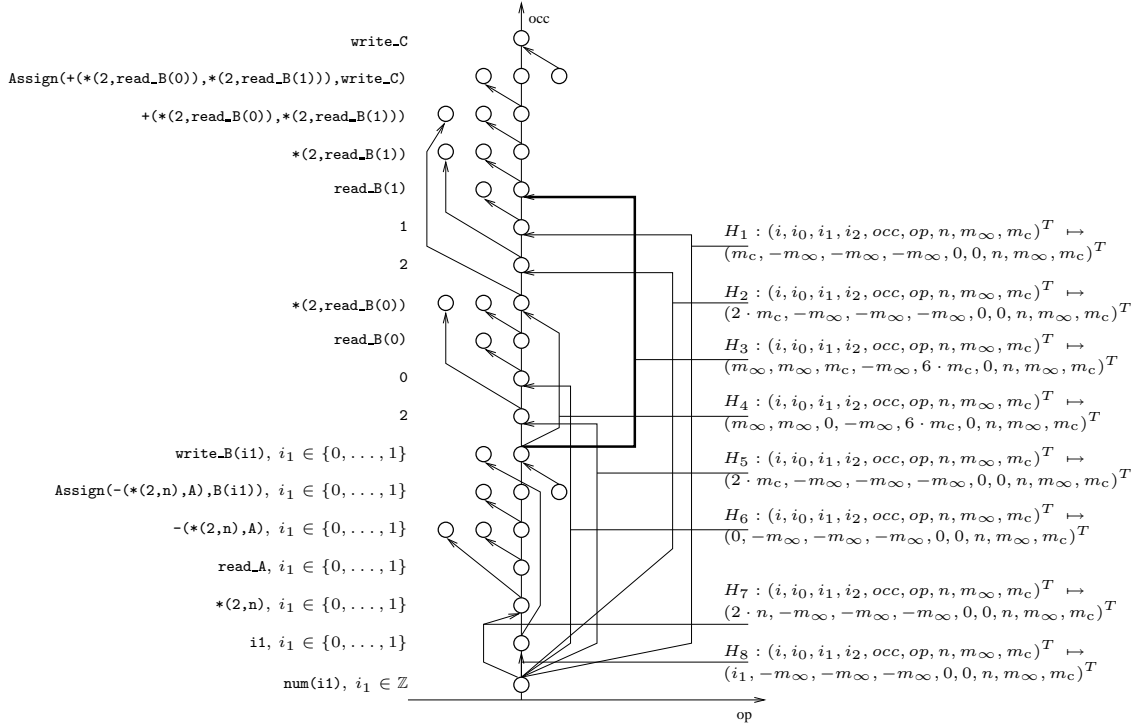 occ
write_C
Assign(+(*(2,read_B(0)),*(2,read_B(1))),write_C)
+(*(2,read_B(0)),*(2,read_B(1)))
*(2,read_B(1))
read_B(1)
1
2
*(2,read_B(0))
read_B(0)
0
2
write_B(i1), i₁ ∈ {0, . . . , 1}
Assign(-(*(2,n),A),B(i1)), i₁ ∈ {0, . . . , 1}
-(*(2,n),A), i₁ ∈ {0, . . . , 1}
read_A, i₁ ∈ {0, . . . , 1}
*(2,n), i₁ ∈ {0, . . . , 1}
i1, i₁ ∈ {0, . . . , 1}
num(i1), i₁ ∈ ℤ
op
H₁ : (i, i₀, i₁, i₂, occ, op, n, m∞, m_c)^T ↦
(m_c, −m∞, −m∞, −m∞, 0, 0, n, m∞, m_c)^T
H₂ : (i, i₀, i₁, i₂, occ, op, n, m∞, m_c)^T ↦
(2 · m_c, −m∞, −m∞, −m∞, 0, 0, n, m∞, m_c)^T
H₃ : (i, i₀, i₁, i₂, occ, op, n, m∞, m_c)^T ↦
(m∞, m∞, m_c, −m∞, 6 · m_c, 0, n, m∞, m_c)^T
H₄ : (i, i₀, i₁, i₂, occ, op, n, m∞, m_c)^T ↦
(m∞, m∞, 0, −m∞, 6 · m_c, 0, n, m∞, m_c)^T
H₅ : (i, i₀, i₁, i₂, occ, op, n, m∞, m_c)^T ↦
(2 · m_c, −m∞, −m∞, −m∞, 0, 0, n, m∞, m_c)^T
H₆ : (i, i₀, i₁, i₂, occ, op, n, m∞, m_c)^T ↦
(0, −m∞, −m∞, −m∞, 0, 0, n, m∞, m_c)^T
H₇ : (i, i₀, i₁, i₂, occ, op, n, m∞, m_c)^T ↦
(2 · n, −m∞, −m∞, −m∞, 0, 0, n, m∞, m_c)^T
H₈ : (i, i₀, i₁, i₂, occ, op, n, m∞, m_c)^T ↦
(i₁, −m∞, −m∞, −m∞, 0, 0, n, m∞, m_c)^T